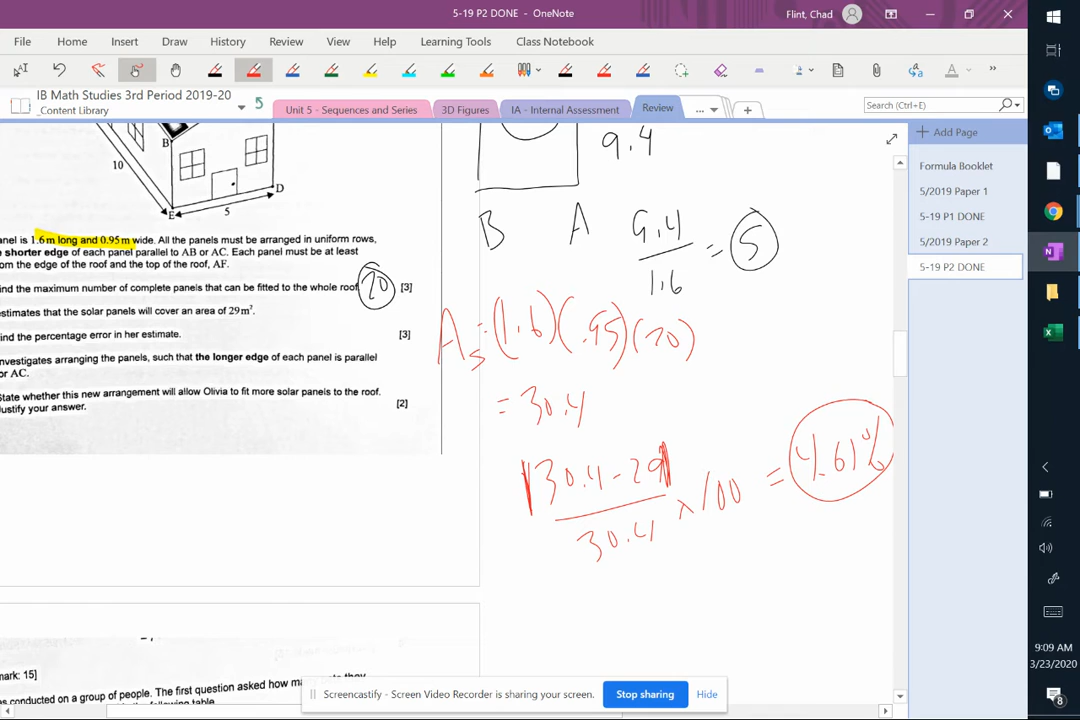 5-19 P2 DONE - OneNote
Flint, Chad
File Home Insert Draw History Review View Help Learning Tools Class Notebook
IB Math Studies 3rd Period 2019-20
_Content Library
Unit 5 - Sequences and Series 3D Figures IA - Internal Assessment Review ... +
Search (Ctrl+E)
Add Page
Formula Booklet
5/2019 Paper 1
5-19 P1 DONE
5/2019 Paper 2
5-19 P2 DONE
B
10
D
E
5
anel is 1.6 m long and 0.95 m wide. All the panels must be arranged in uniform rows,
e shorter edge of each panel parallel to AB or AC. Each panel must be at least
om the edge of the roof and the top of the roof, AF.
ind the maximum number of complete panels that can be fitted to the whole roof. 20 [3]
estimates that the solar panels will cover an area of 29 m².
ind the percentage error in her estimate. [3]
nvestigates arranging the panels, such that the longer edge of each panel is parallel
or AC.
State whether this new arrangement will allow Olivia to fit more solar panels to the roof.
ustify your answer. [2]
9.4
B A 9.4
1.6
= 5
As = (1.6)(.95)(20)
= 30.4
|30.4 - 29|
30.4
x 100 = 4.61%
mark: 15]
s conducted on a group of people. The first question asked how many
Screencastify - Screen Video Recorder is sharing your screen. Stop sharing Hide
9:09 AM
3/23/2020
8